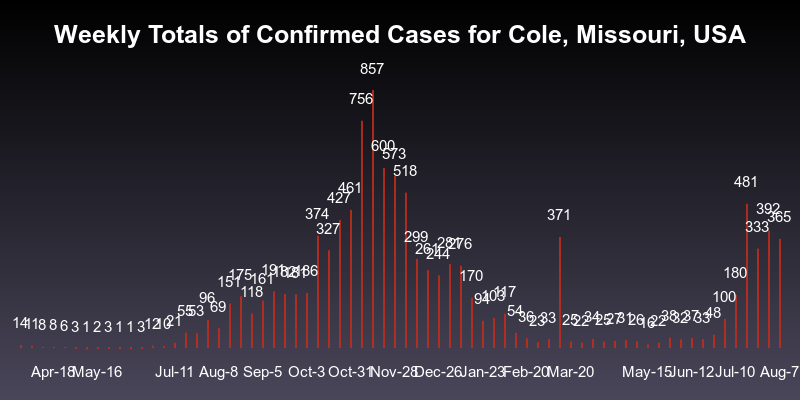 Weekly Totals of Confirmed Cases for Cole, Missouri, USA
14 11 8 8 6 3 1 2 3 1 1 3 12 10 21 55 53 96 69 151 175 118 161 191 186 374 327 427 461 756 857 600 573 518 299 261 244 281 276 170 94 103 117 54 36 23 33 371 25 22 34 25 27 31 26 16 22 38 32 37 33 48 100 180 481 333 392 365
Apr-18 May-16 Jul-11 Aug-8 Sep-5 Oct-3 Oct-31 Nov-28 Dec-26 Jan-23 Feb-20 Mar-20 May-15 Jun-12 Jul-10 Aug-7